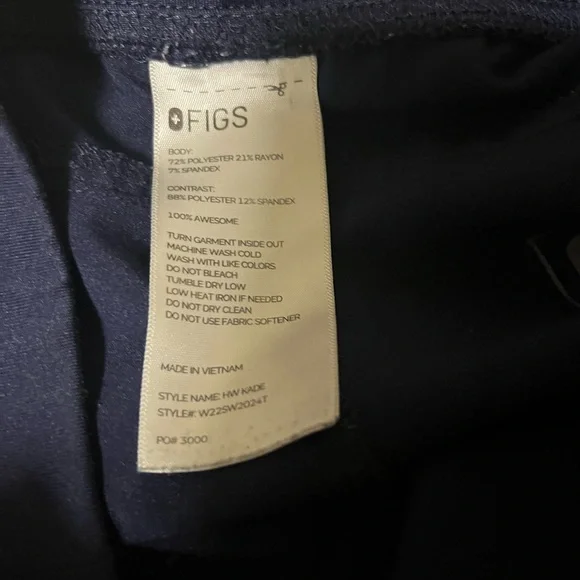 FIGS
BODY:
72% POLYESTER 21% RAYON
7% SPANDEX
CONTRAST:
88% POLYESTER 12% SPANDEX
100% AWESOME
TURN GARMENT INSIDE OUT
MACHINE WASH COLD
WASH WITH LIKE COLORS
DO NOT BLEACH
TUMBLE DRY LOW
LOW HEAT IRON IF NEEDED
DO NOT DRY CLEAN
DO NOT USE FABRIC SOFTENER
MADE IN VIETNAM
STYLE NAME: HW KADE
STYLE#: W22SW2024T
PO# 3000